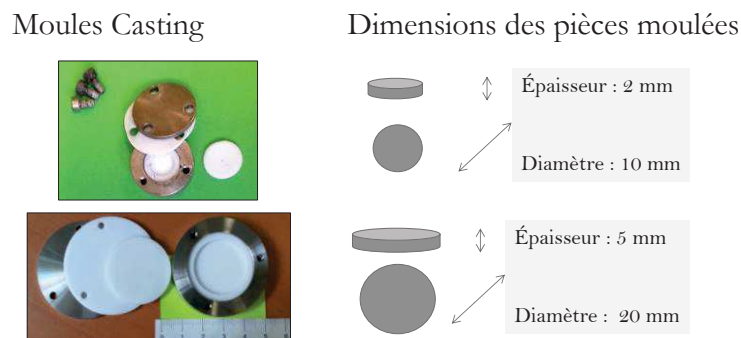 Moules Casting
Dimensions des pièces moulées
Épaisseur : 2 mm
Diamètre : 10 mm
Épaisseur : 5 mm
Diamètre : 20 mm